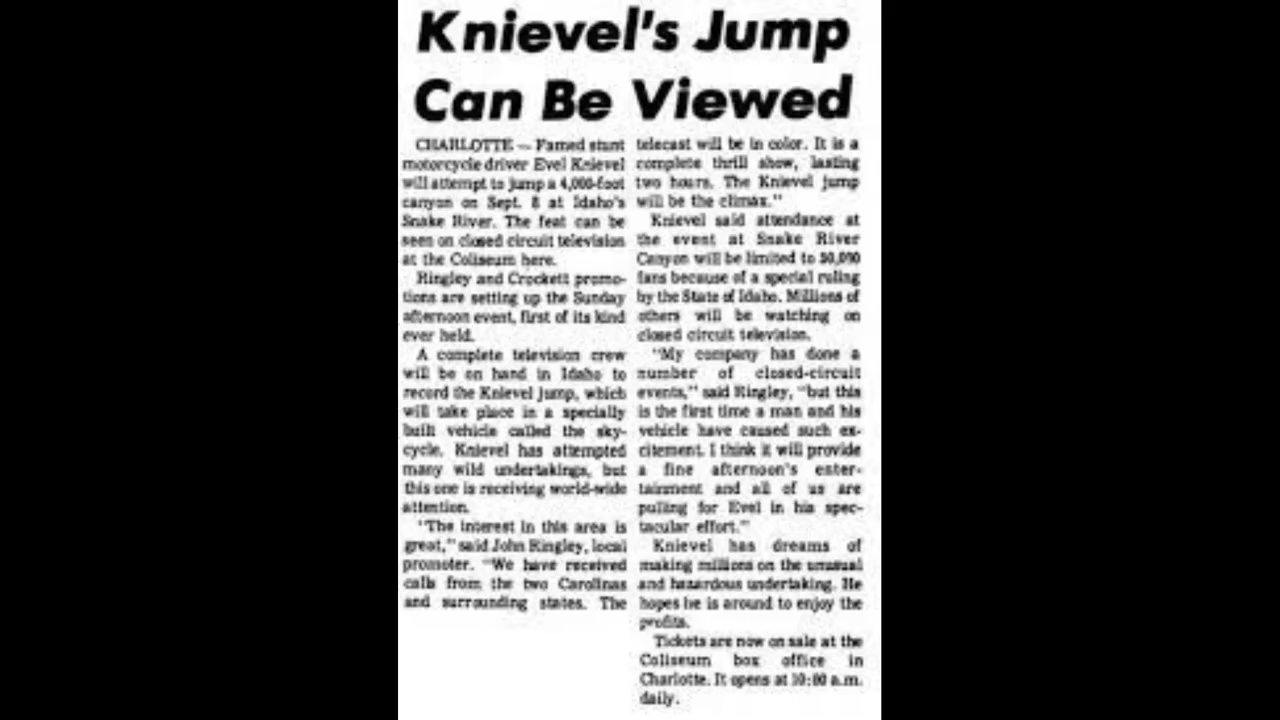 Knievel's Jump
Can Be Viewed
CHARLOTTE — Famed stunt
motorcycle driver Evel Knievel
will attempt to jump a 4,000-foot
canyon on Sept. 8 at Idaho's
Snake River. The feat can be
seen on closed circuit television
at the Coliseum here.
Ringley and Crockett promo-
tions are setting up the Sunday
afternoon event, first of its kind
ever held.
A complete television crew
will be on hand in Idaho to
record the Knievel jump, which
will take place in a specially
built vehicle called the sky-
cycle. Knievel has attempted
many wild undertakings, but
this one is receiving world-wide
attention.
"The interest in this area is
great," said John Ringley, local
promoter. "We have received
calls from the two Carolinas
and surrounding states. The
telecast will be in color. It is a
complete thrill show, lasting
two hours. The Knievel jump
will be the climax."
Knievel said attendance at
the event at Snake River
Canyon will be limited to
fans because of a special ruling
by the State of Idaho. Millions of
others will be watching on
closed circuit television.
"My company has done a
number of closed-circuit
events," said Ringley, "but this
is the first time a man and his
vehicle have caused such ex-
citement. I think it will provide
a fine afternoon's enter-
tainment and all of us are
pulling for Evel in his spec-
tacular effort."
Knievel has dreams of
making millions on the unusual
and hazardous undertaking. He
hopes he is around to enjoy the
profits.
Tickets are now on sale at the
Coliseum box office in
Charlotte. It opens at 10:00 a.m.
daily.